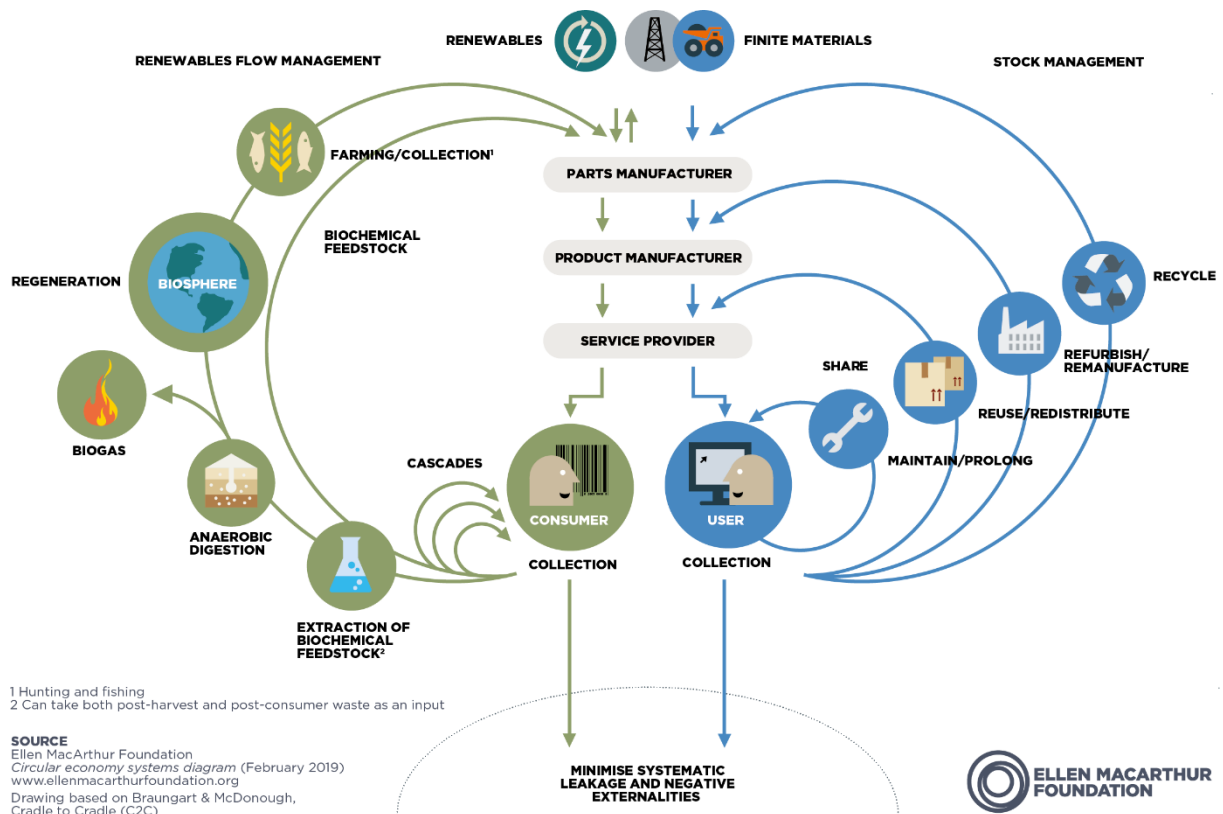 RENEWABLES
FINITE MATERIALS
RENEWABLES FLOW MANAGEMENT
STOCK MANAGEMENT
FARMING/COLLECTION¹
PARTS MANUFACTURER
BIOCHEMICAL
FEEDSTOCK
PRODUCT MANUFACTURER
REGENERATION
BIOSPHERE
RECYCLE
SERVICE PROVIDER
SHARE
REFURBISH/
REMANUFACTURE
REUSE/REDISTRIBUTE
BIOGAS
CASCADES
MAINTAIN/PROLONG
CONSUMER
USER
ANAEROBIC
DIGESTION
COLLECTION
COLLECTION
EXTRACTION OF
BIOCHEMICAL
FEEDSTOCK²
1 Hunting and fishing
2 Can take both post-harvest and post-consumer waste as an input
SOURCE
Ellen MacArthur Foundation
Circular economy systems diagram (February 2019)
www.ellenmacarthurfoundation.org
Drawing based on Braungart & McDonough,
Cradle to Cradle (C2C)
MINIMISE SYSTEMATIC
LEAKAGE AND NEGATIVE
EXTERNALITIES
ELLEN MACARTHUR
FOUNDATION